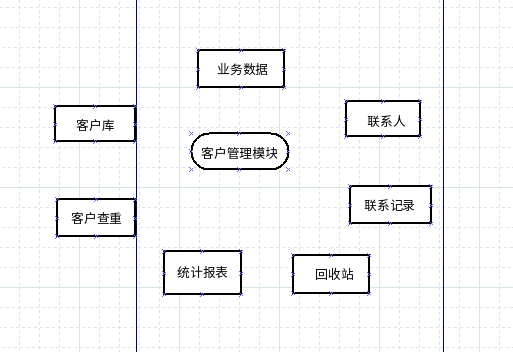 业务数据
联系人
客户库
客户管理模块
联系记录
客户查重
统计报表
回收站